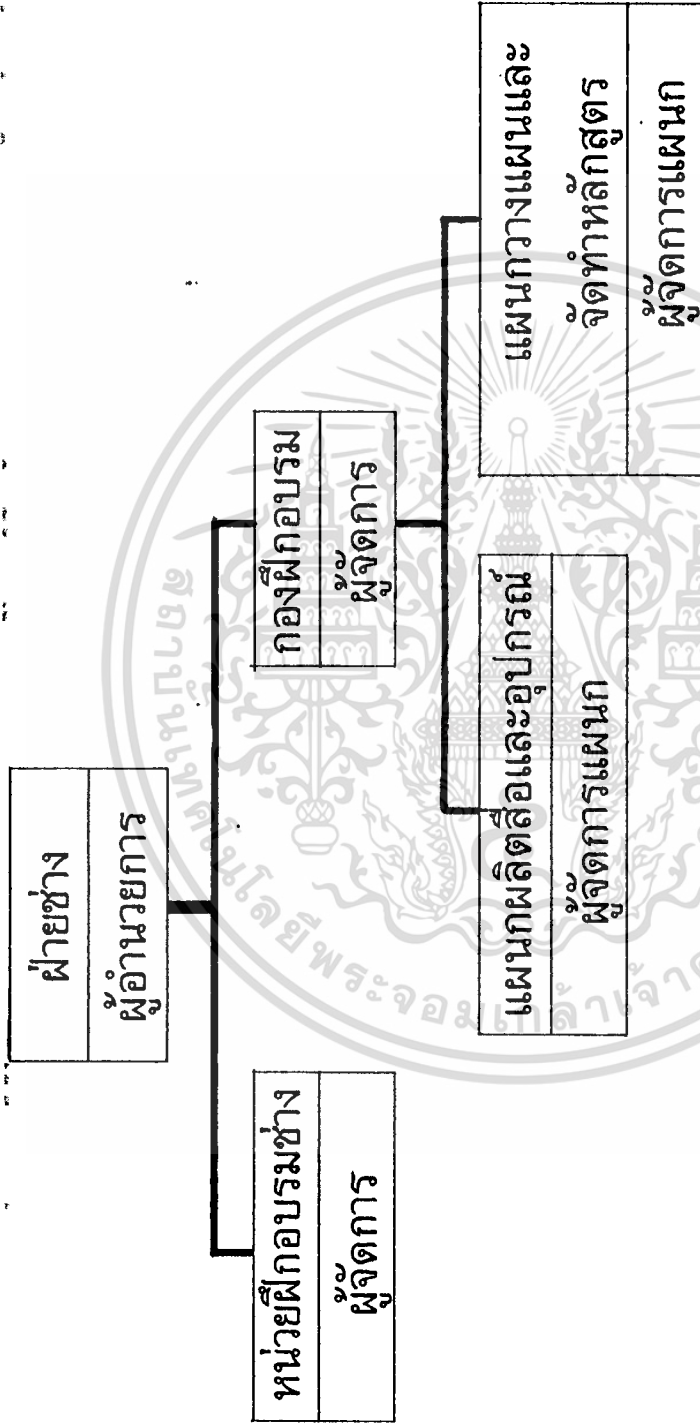 ฝ่ายช่าง
ผู้อำนวยการ
หน่วยฝึกอบรมช่าง
ผู้จัดการ
กองฝึกอบรม
ผู้จัดการ
แผนกผลิตสื่อและอุปกรณ์
ผู้จัดการแผนก
แผนกวางแผนและ
จัดทำหลักสูตร
ผู้จัดการแผนก